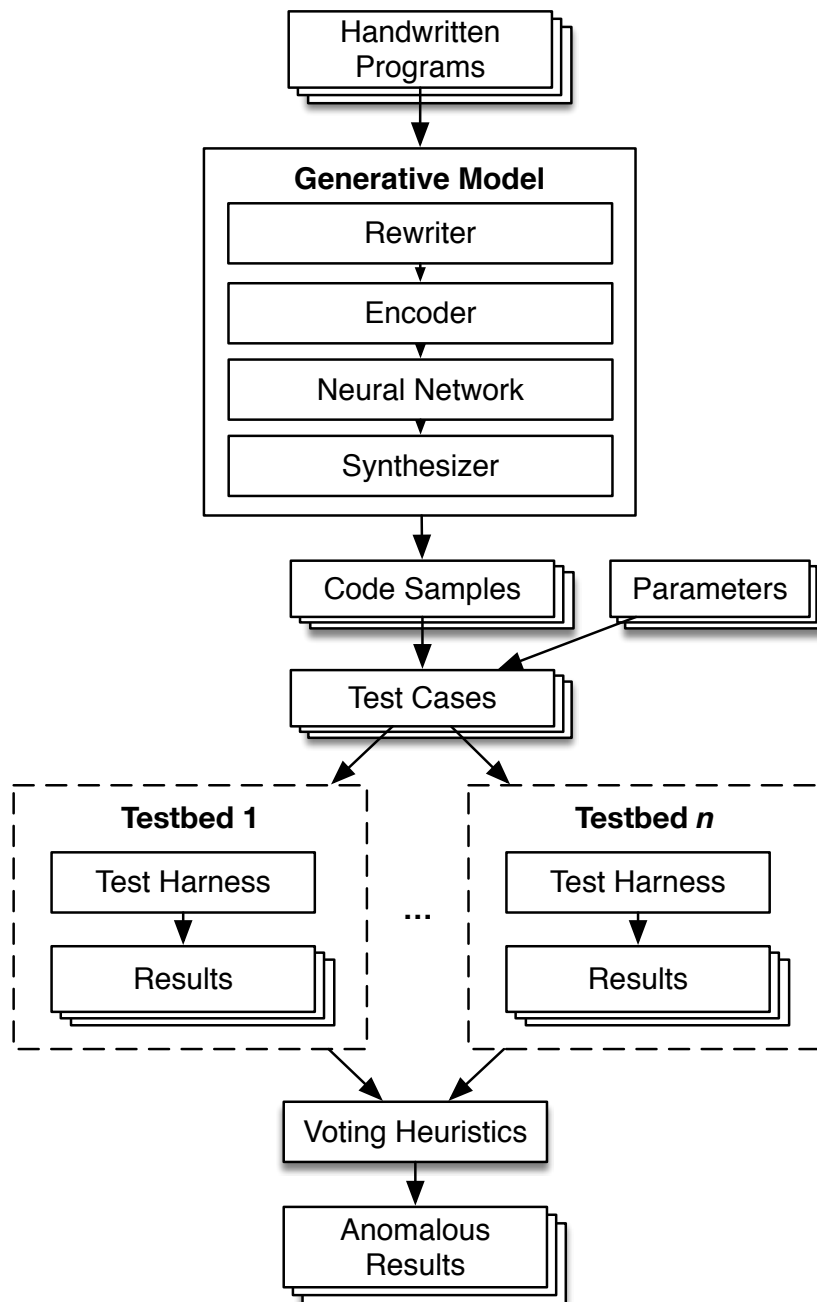 Handwritten
Programs
Generative Model
Rewriter
Encoder
Neural Network
Synthesizer
Code Samples
Parameters
Test Cases
Testbed 1
Test Harness
Results
...
Testbed n
Test Harness
Results
Voting Heuristics
Anomalous
Results